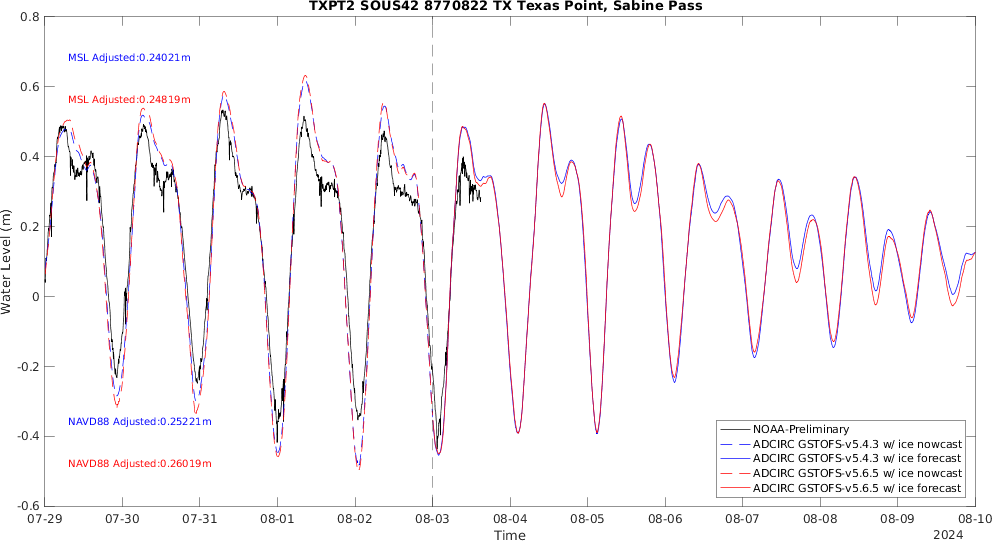 TXPT2 SOUS42 8770822 TX Texas Point, Sabine Pass
0.8
0.6
0.4
0.2
0
-0.2
-0.4
-0.6
Water Level (m)
MSL Adjusted:0.24021m
MSL Adjusted:0.24819m
NAVD88 Adjusted:0.25221m
NAVD88 Adjusted:0.26019m
NOAA-Preliminary
ADCIRC GSTOFS-v5.4.3 w/ ice nowcast
ADCIRC GSTOFS-v5.4.3 w/ ice forecast
ADCIRC GSTOFS-v5.6.5 w/ ice nowcast
ADCIRC GSTOFS-v5.6.5 w/ ice forecast
07-29 07-30 07-31 08-01 08-02 08-03 08-04 08-05 08-06 08-07 08-08 08-09 08-10
Time
2024